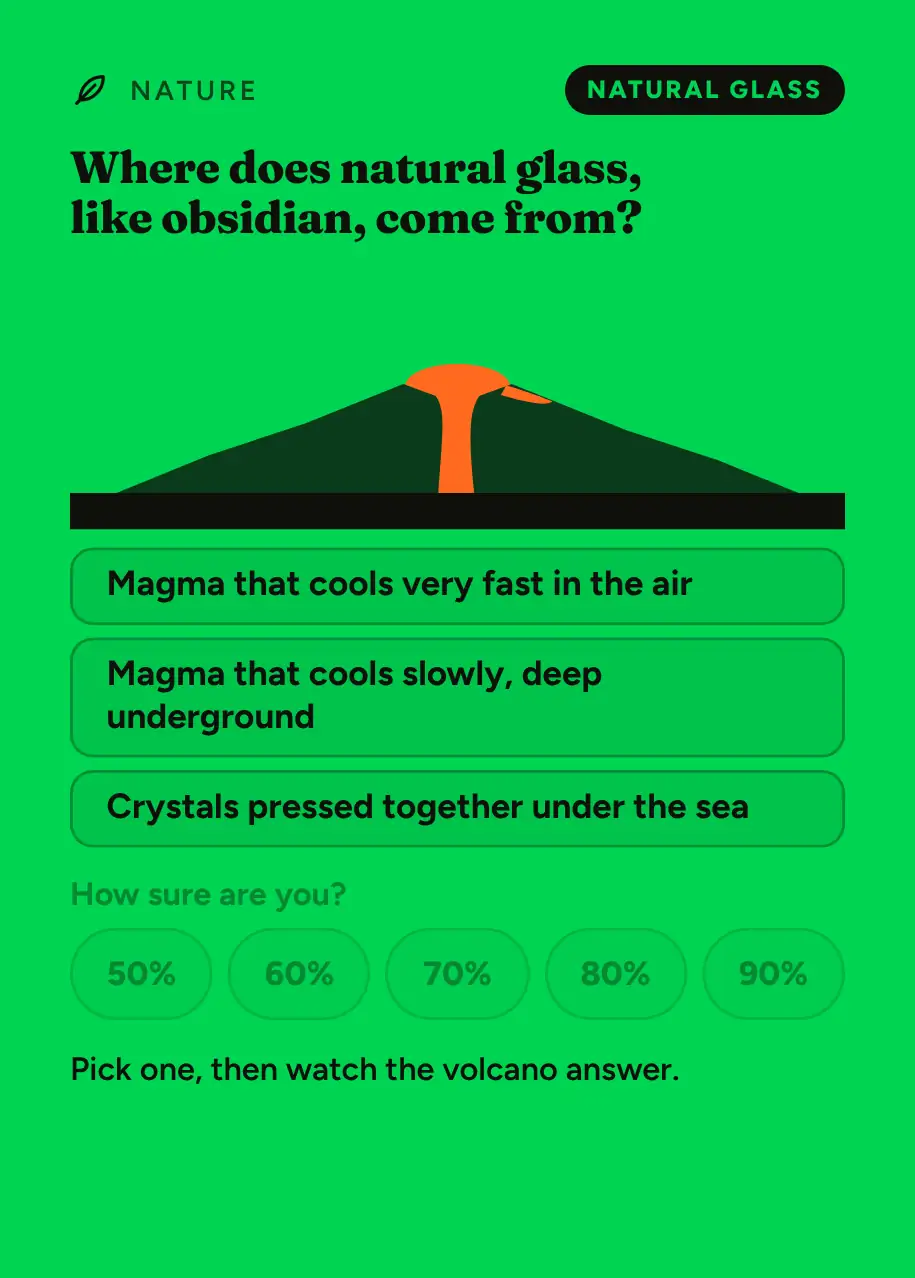 NATURE
NATURAL GLASS
Where does natural glass,
like obsidian, come from?
Magma that cools very fast in the air
Magma that cools slowly, deep
underground
Crystals pressed together under the sea
How sure are you?
50%
60%
70%
80%
90%
Pick one, then watch the volcano answer.